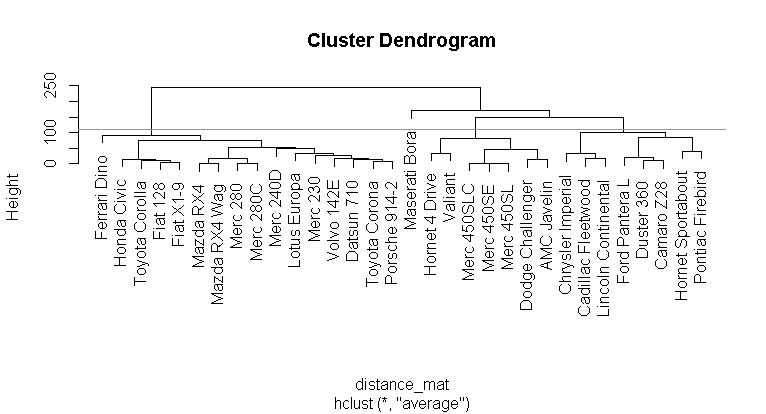 Cluster Dendrogram
Height
250
100
0
Ferrari Dino
Honda Civic
Toyota Corolla
Fiat 128
Fiat X1-9
Mazda RX4
Mazda RX4 Wag
Merc 280
Merc 280C
Merc 240D
Lotus Europa
Merc 230
Volvo 142E
Datsun 710
Toyota Corona
Porsche 914-2
Maserati Bora
Hornet 4 Drive
Valiant
Merc 450SLC
Merc 450SE
Merc 450SL
Dodge Challenger
AMC Javelin
Chrysler Imperial
Cadillac Fleetwood
Lincoln Continental
Ford Pantera L
Duster 360
Camaro Z28
Hornet Sportabout
Pontiac Firebird
distance_mat
hclust (*, "average")